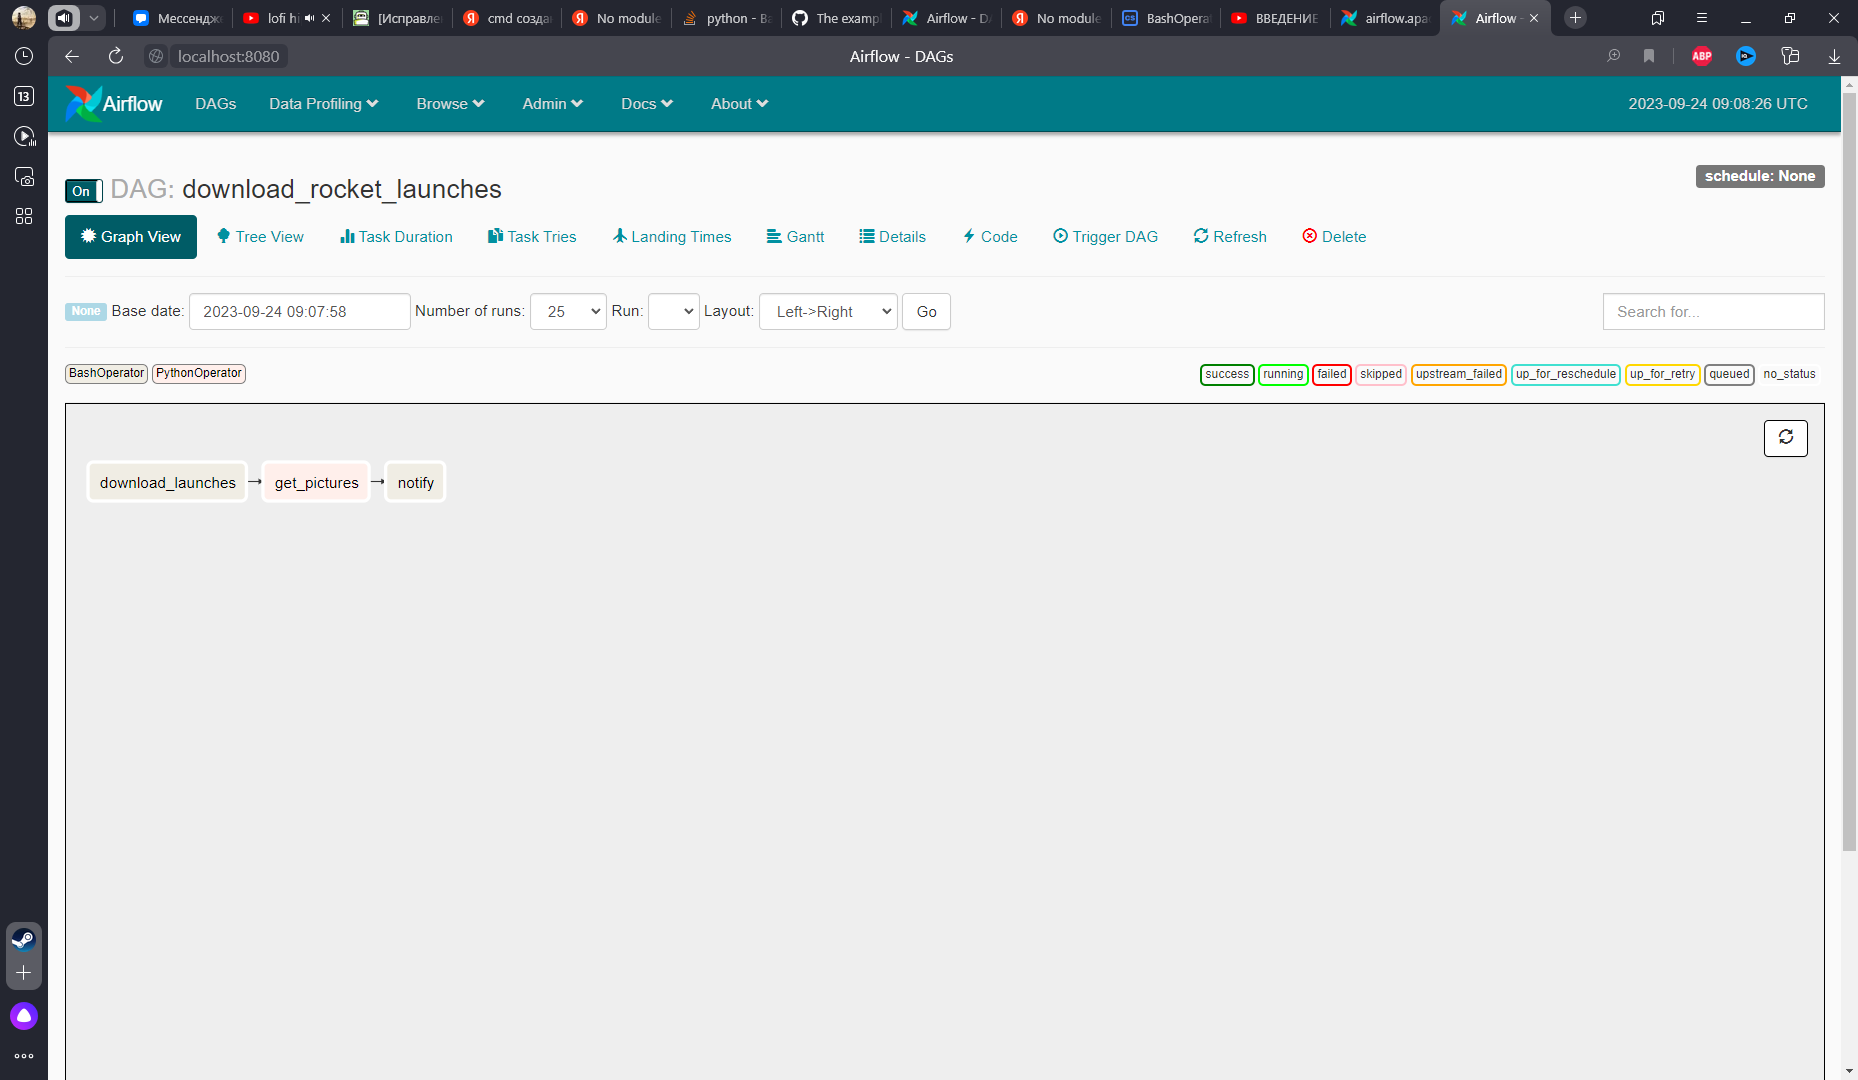 Мессендж
lofi h
[Исправле
cmd созда
No module
python - Ba
The exampl
Airflow - D
No module
BashOperat
ВВЕДЕНИЕ
airflow.apa
Airflow -
localhost:8080
Airflow - DAGs
ABP
13
Airflow
DAGs
Data Profiling
Browse
Admin
Docs
About
2023-09-24 09:08:26 UTC
On DAG: download_rocket_launches
schedule: None
Graph View
Tree View
Task Duration
Task Tries
Landing Times
Gantt
Details
Code
Trigger DAG
Refresh
Delete
None Base date: 2023-09-24 09:07:58 Number of runs: 25 Run: Layout: Left->Right Go
Search for...
BashOperator PythonOperator
success running failed skipped upstream_failed up_for_reschedule up_for_retry queued no_status
download_launches
get_pictures
notify